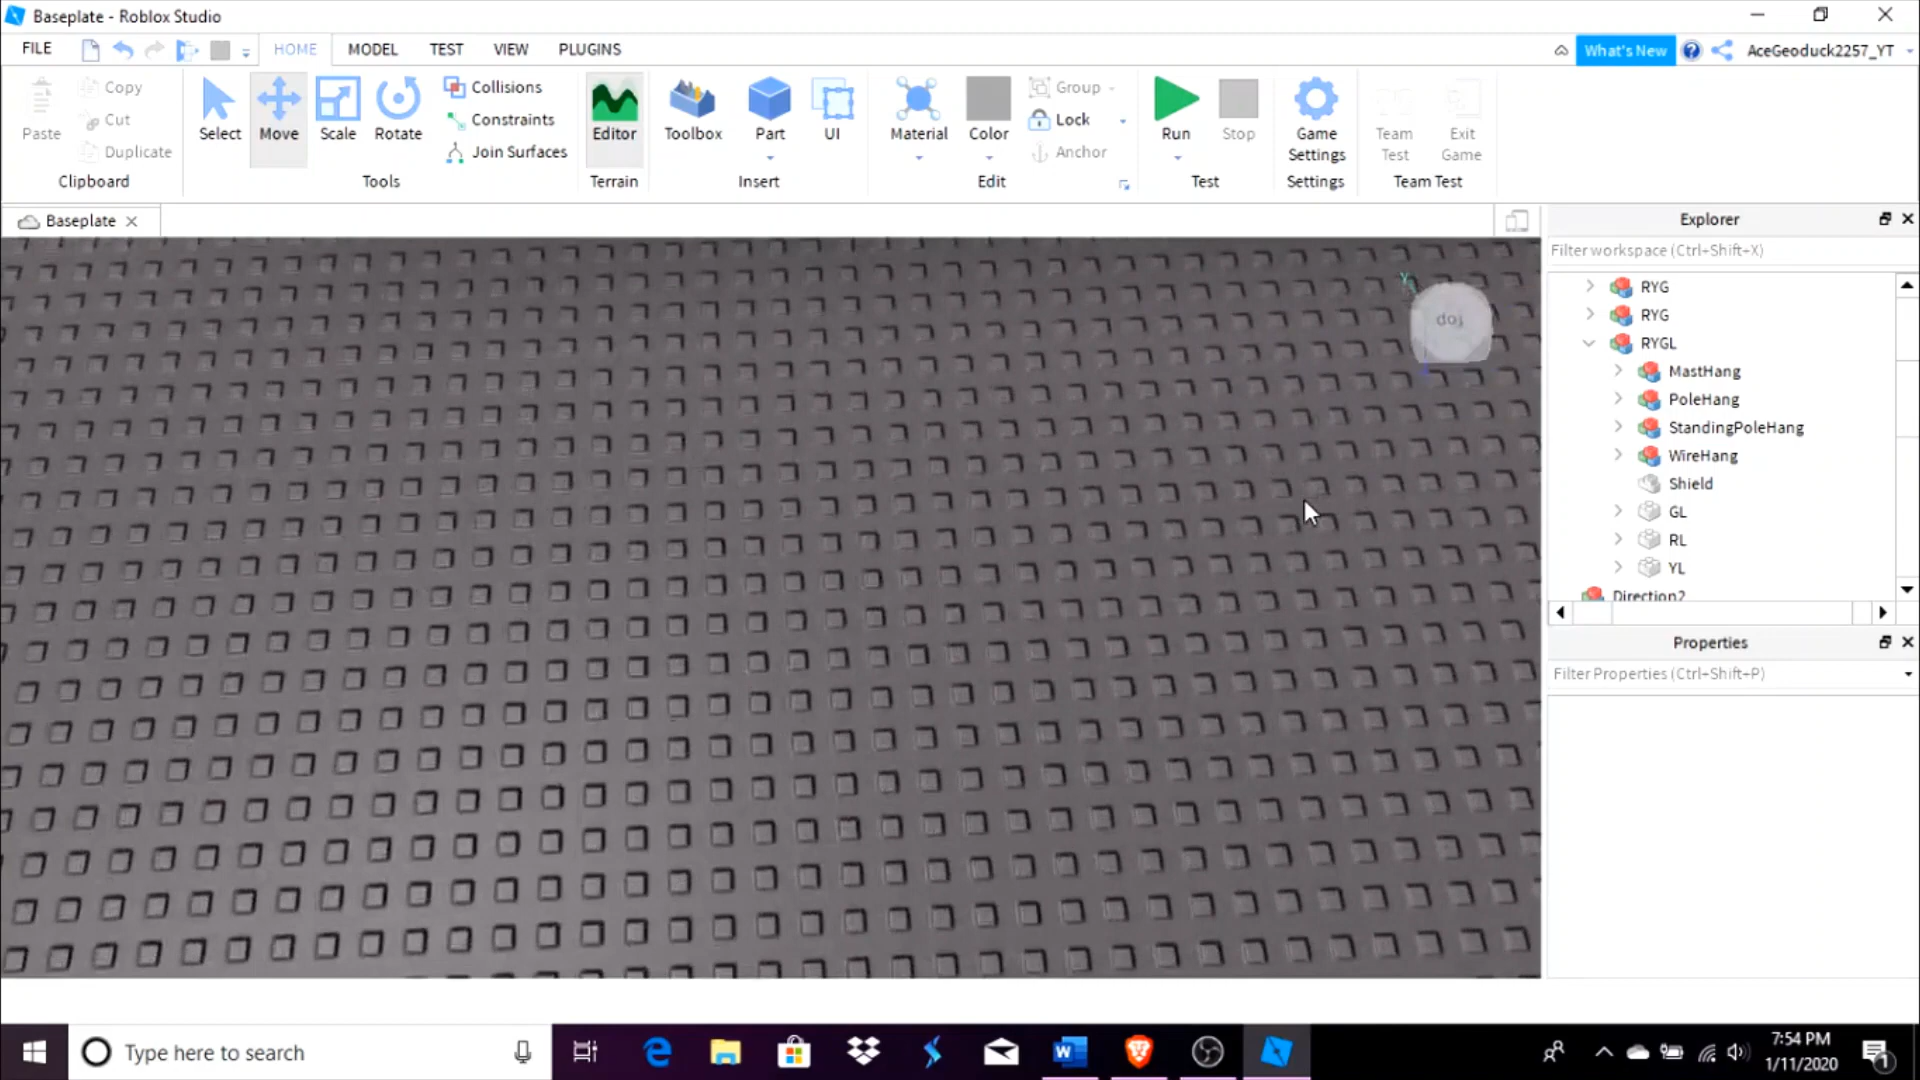 Baseplate - Roblox Studio
FILE HOME MODEL TEST VIEW PLUGINS What's New AceGeoduck2257_YT
Paste Copy Cut Duplicate
Select Move Scale Rotate
Collisions
Constraints
Join Surfaces
Editor Toolbox Part UI
Material Color Group Lock Anchor
Run Stop Game Settings Team Test Exit Game
Clipboard Tools Terrain Insert Edit Test Settings Team Test
Baseplate
Explorer
Filter workspace (Ctrl+Shift+X)
RYG
RYG
RYGL
MastHang
PoleHang
StandingPoleHang
WireHang
Shield
GL
RL
YL
Direction2
Properties
Filter Properties (Ctrl+Shift+P)
Y
Type here to search
7:54 PM
1/11/2020
1